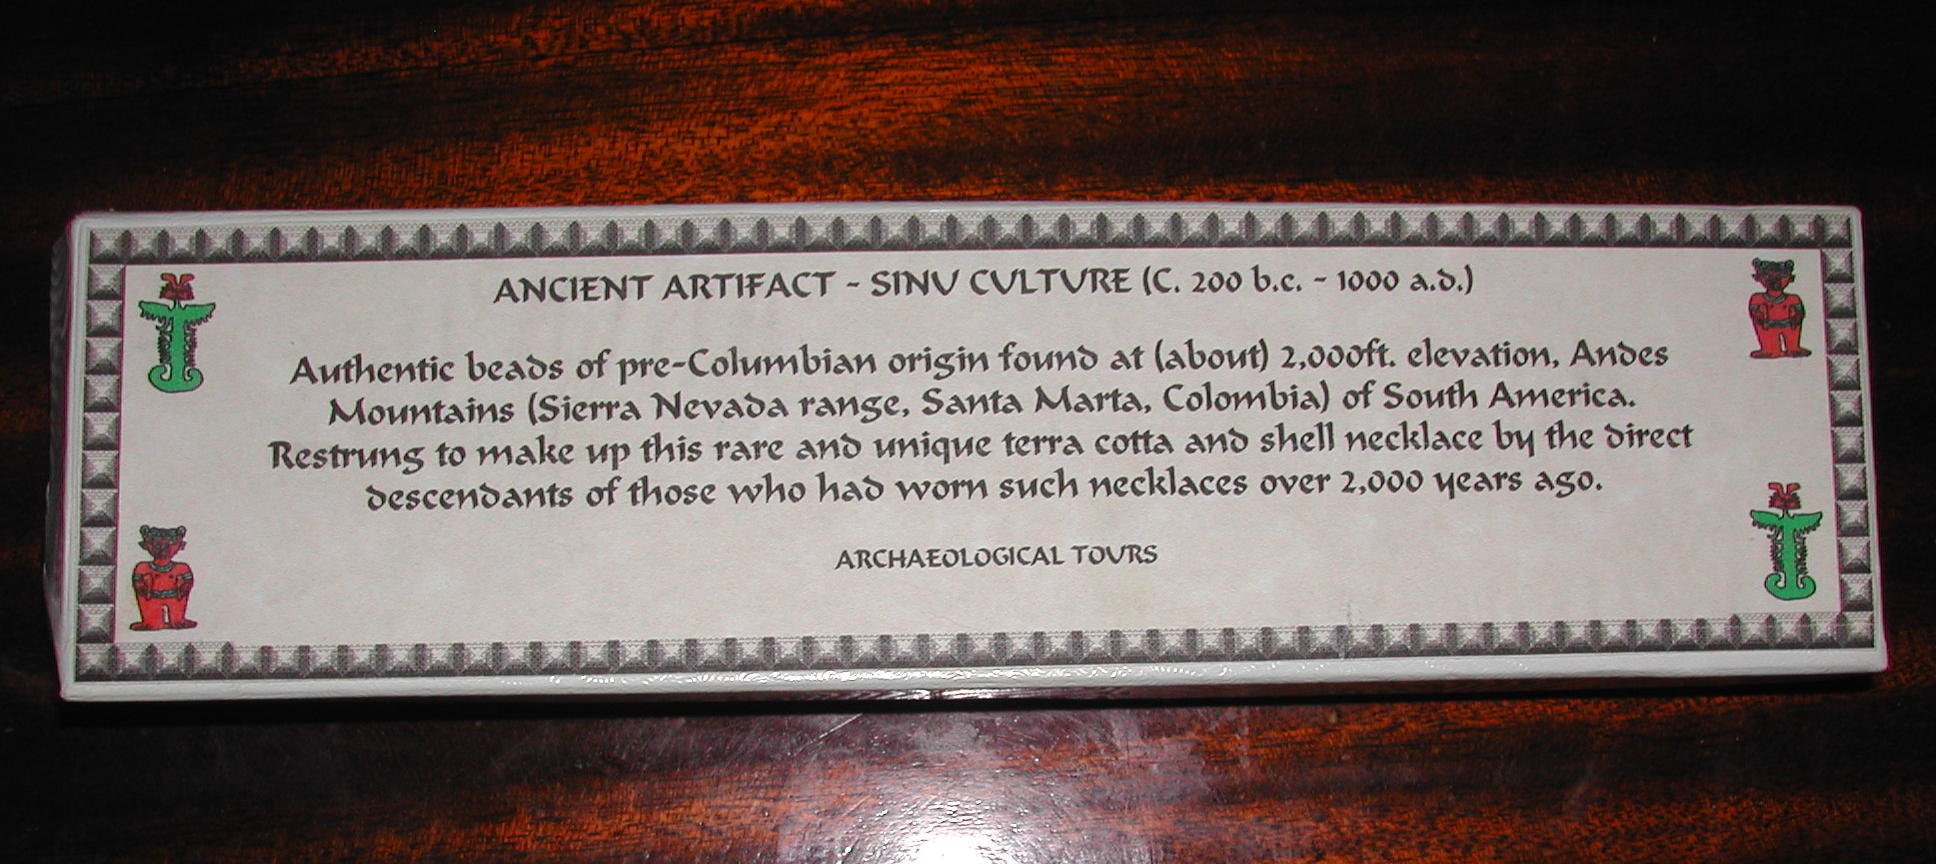 ANCIENT ARTIFACT - SINU CULTURE (C. 200 b.c. - 1000 a.d.)
Authentic beads of pre-Columbian origin found at (about) 2,000ft. elevation, Andes
Mountains (Sierra Nevada range, Santa Marta, Colombia) of South America.
Restrung to make up this rare and unique terra cotta and shell necklace by the direct
descendants of those who had worn such necklaces over 2,000 years ago.
ARCHAEOLOGICAL TOURS